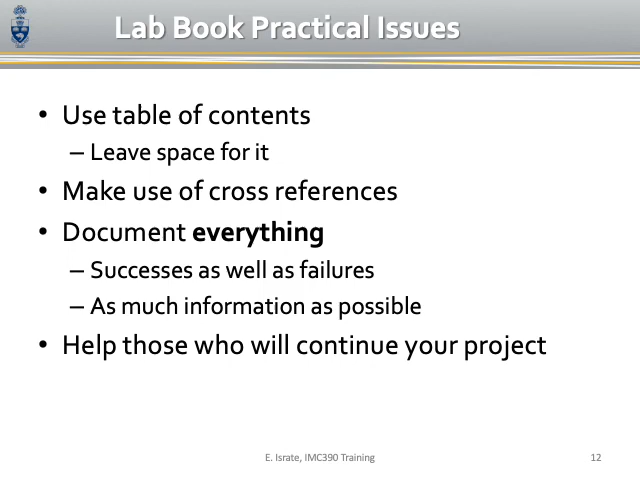 Lab Book Practical Issues
• Use table of contents
– Leave space for it
• Make use of cross references
• Document everything
– Successes as well as failures
– As much information as possible
• Help those who will continue your project
E. Israte, IMC390 Training
12